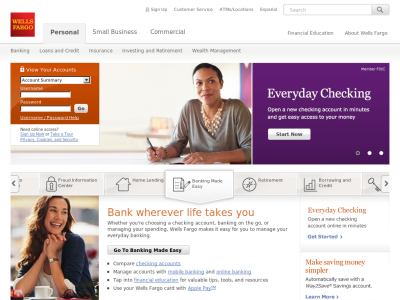 WELLS
FARGO
Sign Up
Customer Service
ATMs/Locations
Español
Search
Personal
Small Business
Commercial
Financial Education
About Wells Fargo
Banking
Loans and Credit
Insurance
Investing and Retirement
Wealth Management
View Your Accounts
Account Summary
Username
Password
Go
Username / Password Help
Need online access?
Sign Up Now or Take a Tour
Privacy, Cookies, and Security
Member FDIC
Everyday Checking
Open a new checking account in minutes
and get easy access to your money
Start Now
Fraud Information
Center
Home Lending
Banking Made
Easy
Retirement
Borrowing and
Credit
Bank wherever life takes you
Whether you're choosing a checking account, banking on the go, or
managing your spending, Wells Fargo makes it easy for you to manage your
everyday banking.
Go To Banking Made Easy
Compare checking accounts
Manage accounts with mobile banking and online banking
Tap into financial education for valuable tips, tools, and resources
Use your Wells Fargo card with Apple Pay
Everyday Checking
Open a new checking
account online
Get Started
Make saving money
simpler
Automatically save with a
Way2Save® Savings account.